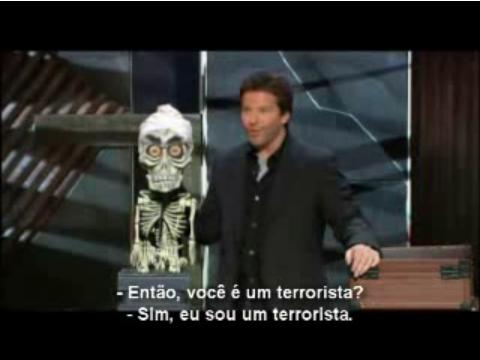 - Então, você é um terrorista?
- Sim, eu sou um terrorista.